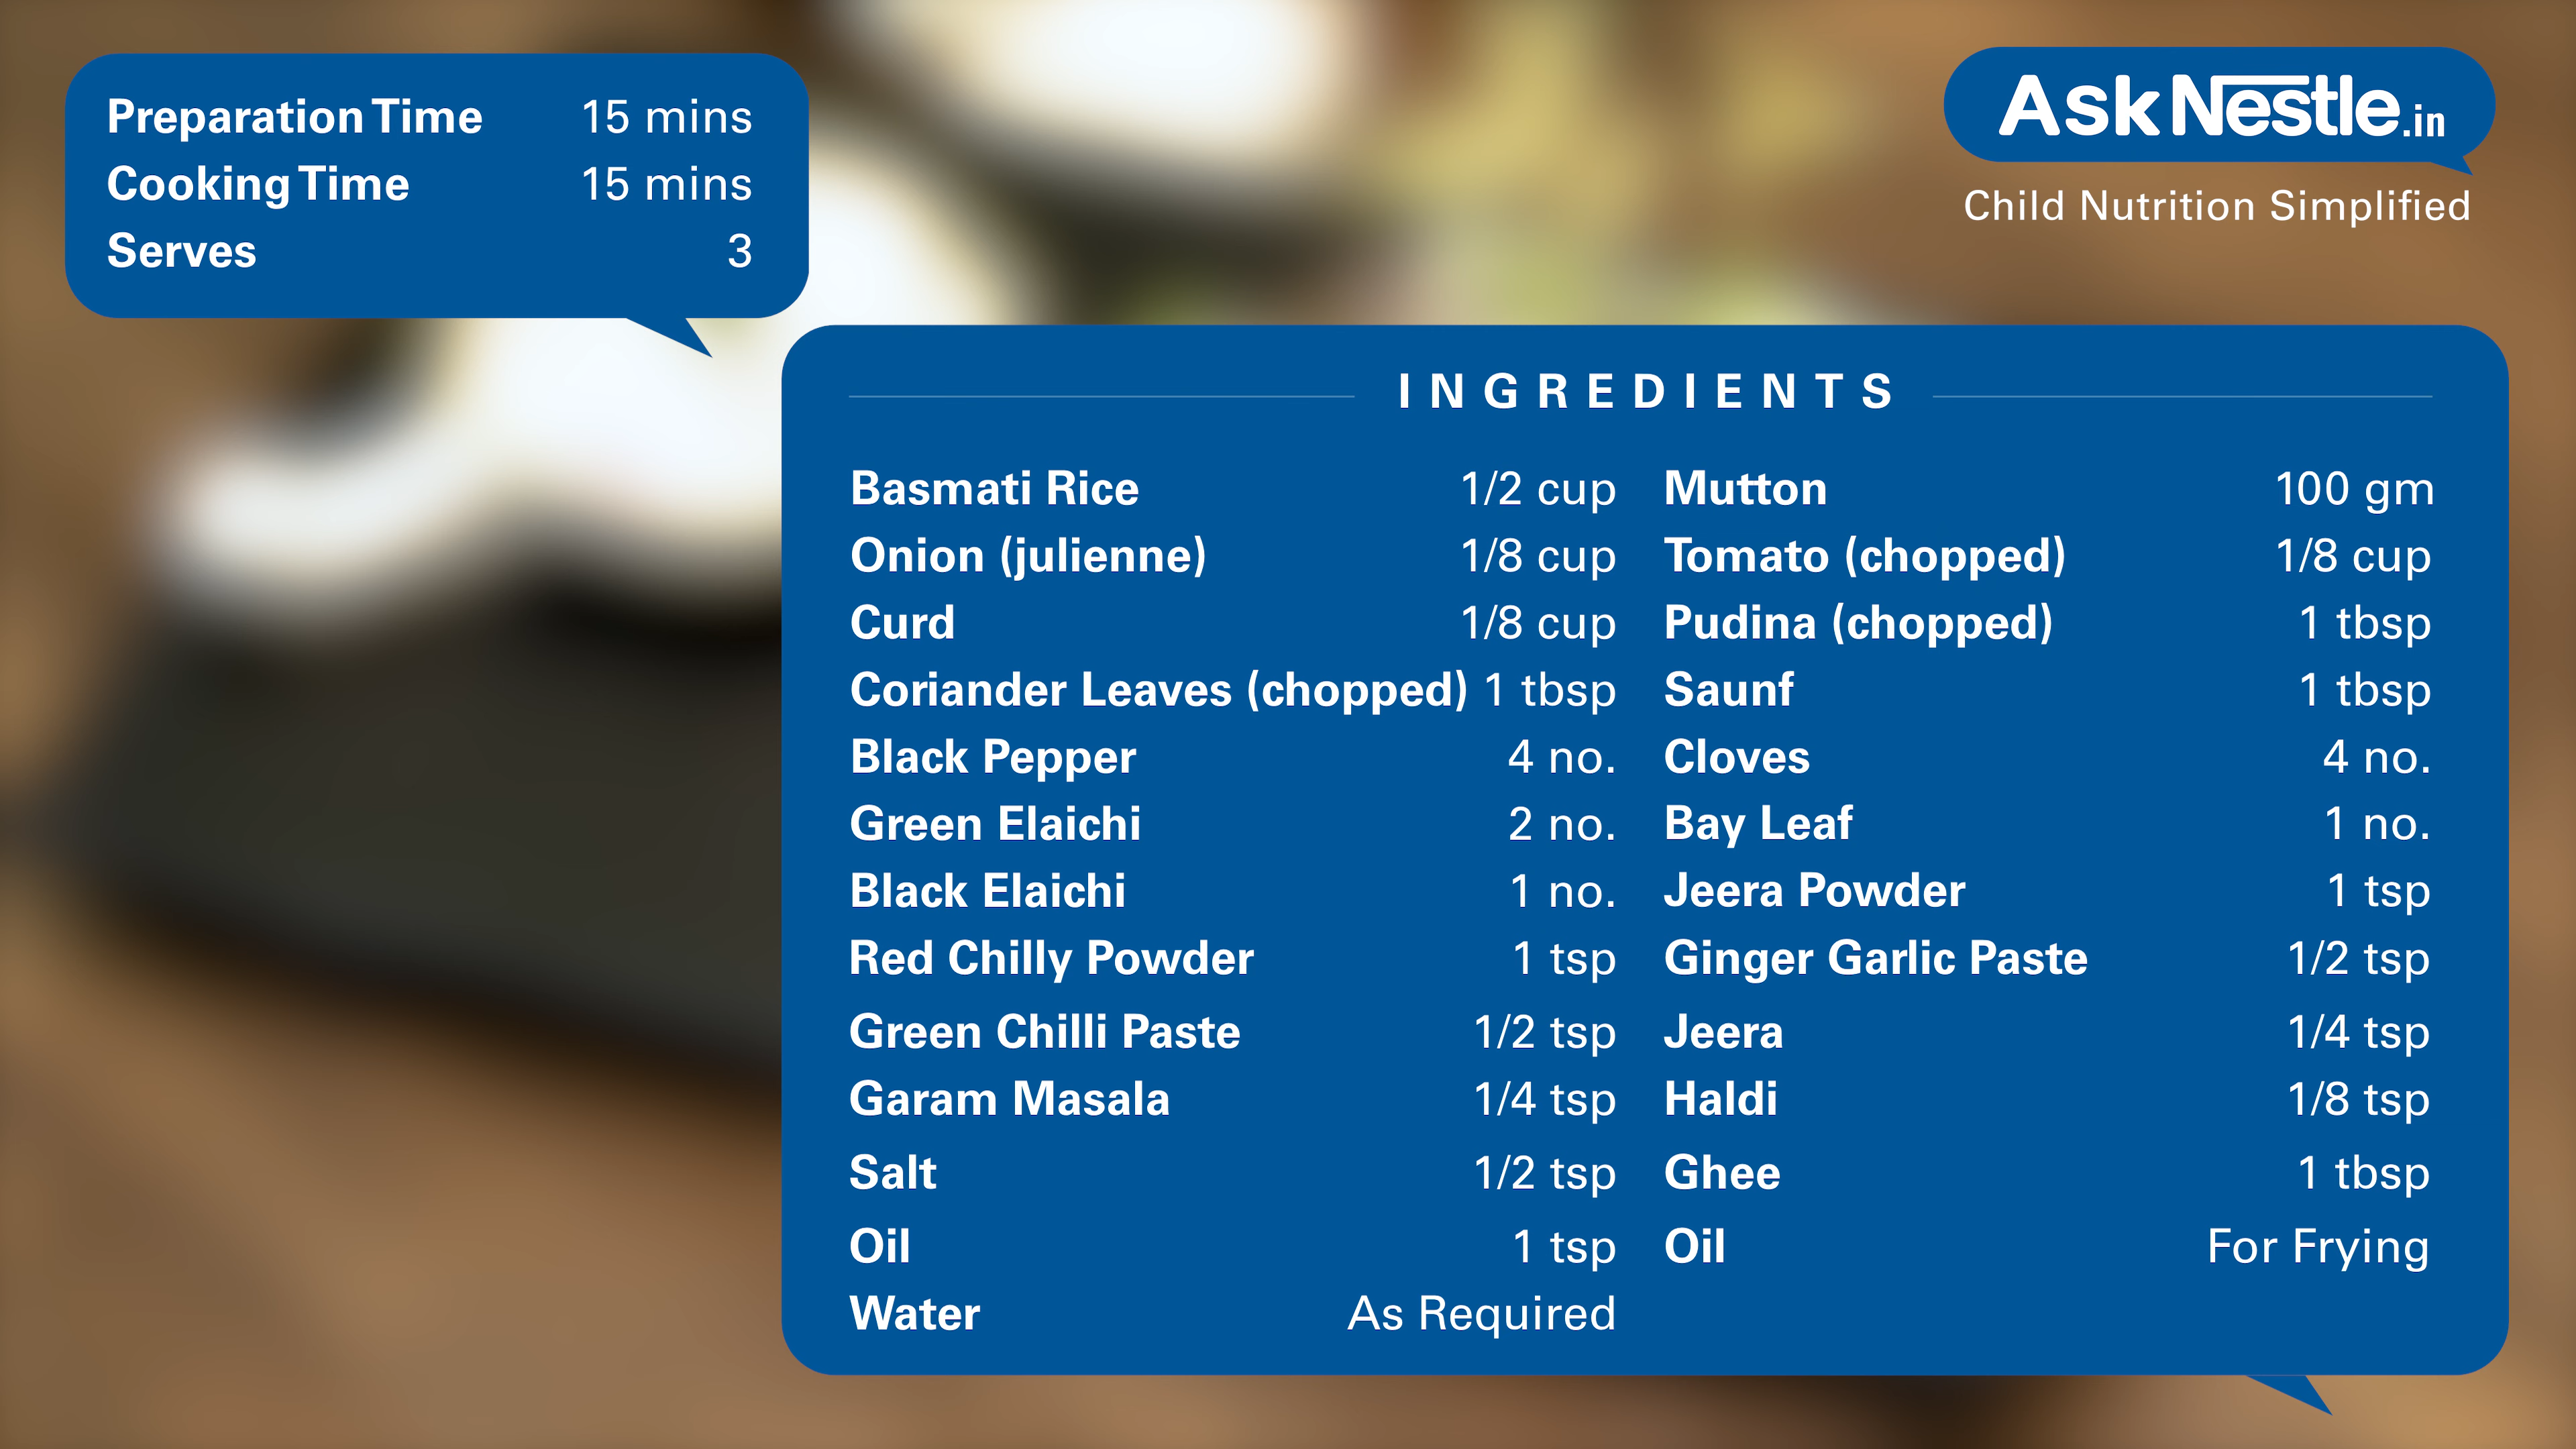 Preparation Time 15 mins
Cooking Time 15 mins
Serves 3
AskNestle.in
Child Nutrition Simplified
INGREDIENTS
Basmati Rice 1/2 cup
Onion (julienne) 1/8 cup
Curd 1/8 cup
Coriander Leaves (chopped) 1 tbsp
Black Pepper 4 no.
Green Elaichi 2 no.
Black Elaichi 1 no.
Red Chilly Powder 1 tsp
Green Chilli Paste 1/2 tsp
Garam Masala 1/4 tsp
Salt 1/2 tsp
Oil 1 tsp
Water As Required
Mutton 100 gm
Tomato (chopped) 1/8 cup
Pudina (chopped) 1 tbsp
Saunf 1 tbsp
Cloves 4 no.
Bay Leaf 1 no.
Jeera Powder 1 tsp
Ginger Garlic Paste 1/2 tsp
Jeera 1/4 tsp
Haldi 1/8 tsp
Ghee 1 tbsp
Oil For Frying